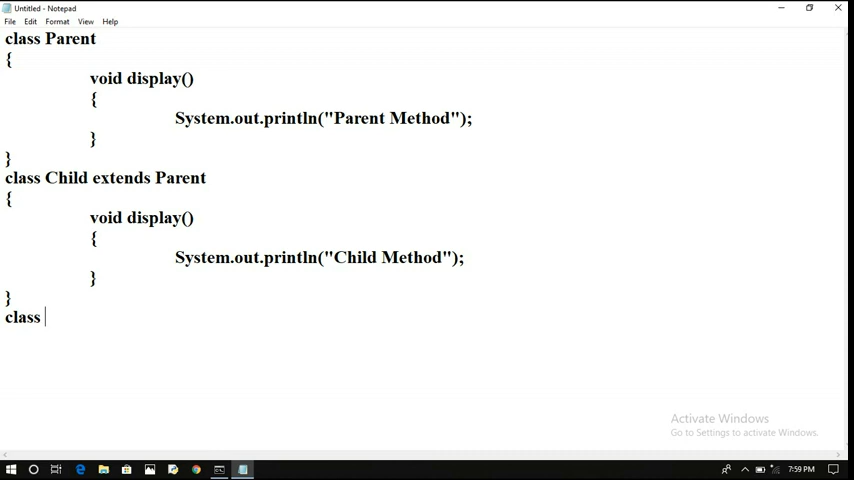 Untitled - Notepad
File Edit Format View Help
class Parent
{
void display()
{
System.out.println("Parent Method");
}
}
class Child extends Parent
{
void display()
{
System.out.println("Child Method");
}
}
class
Activate Windows
Go to Settings to activate Windows.
7:59 PM